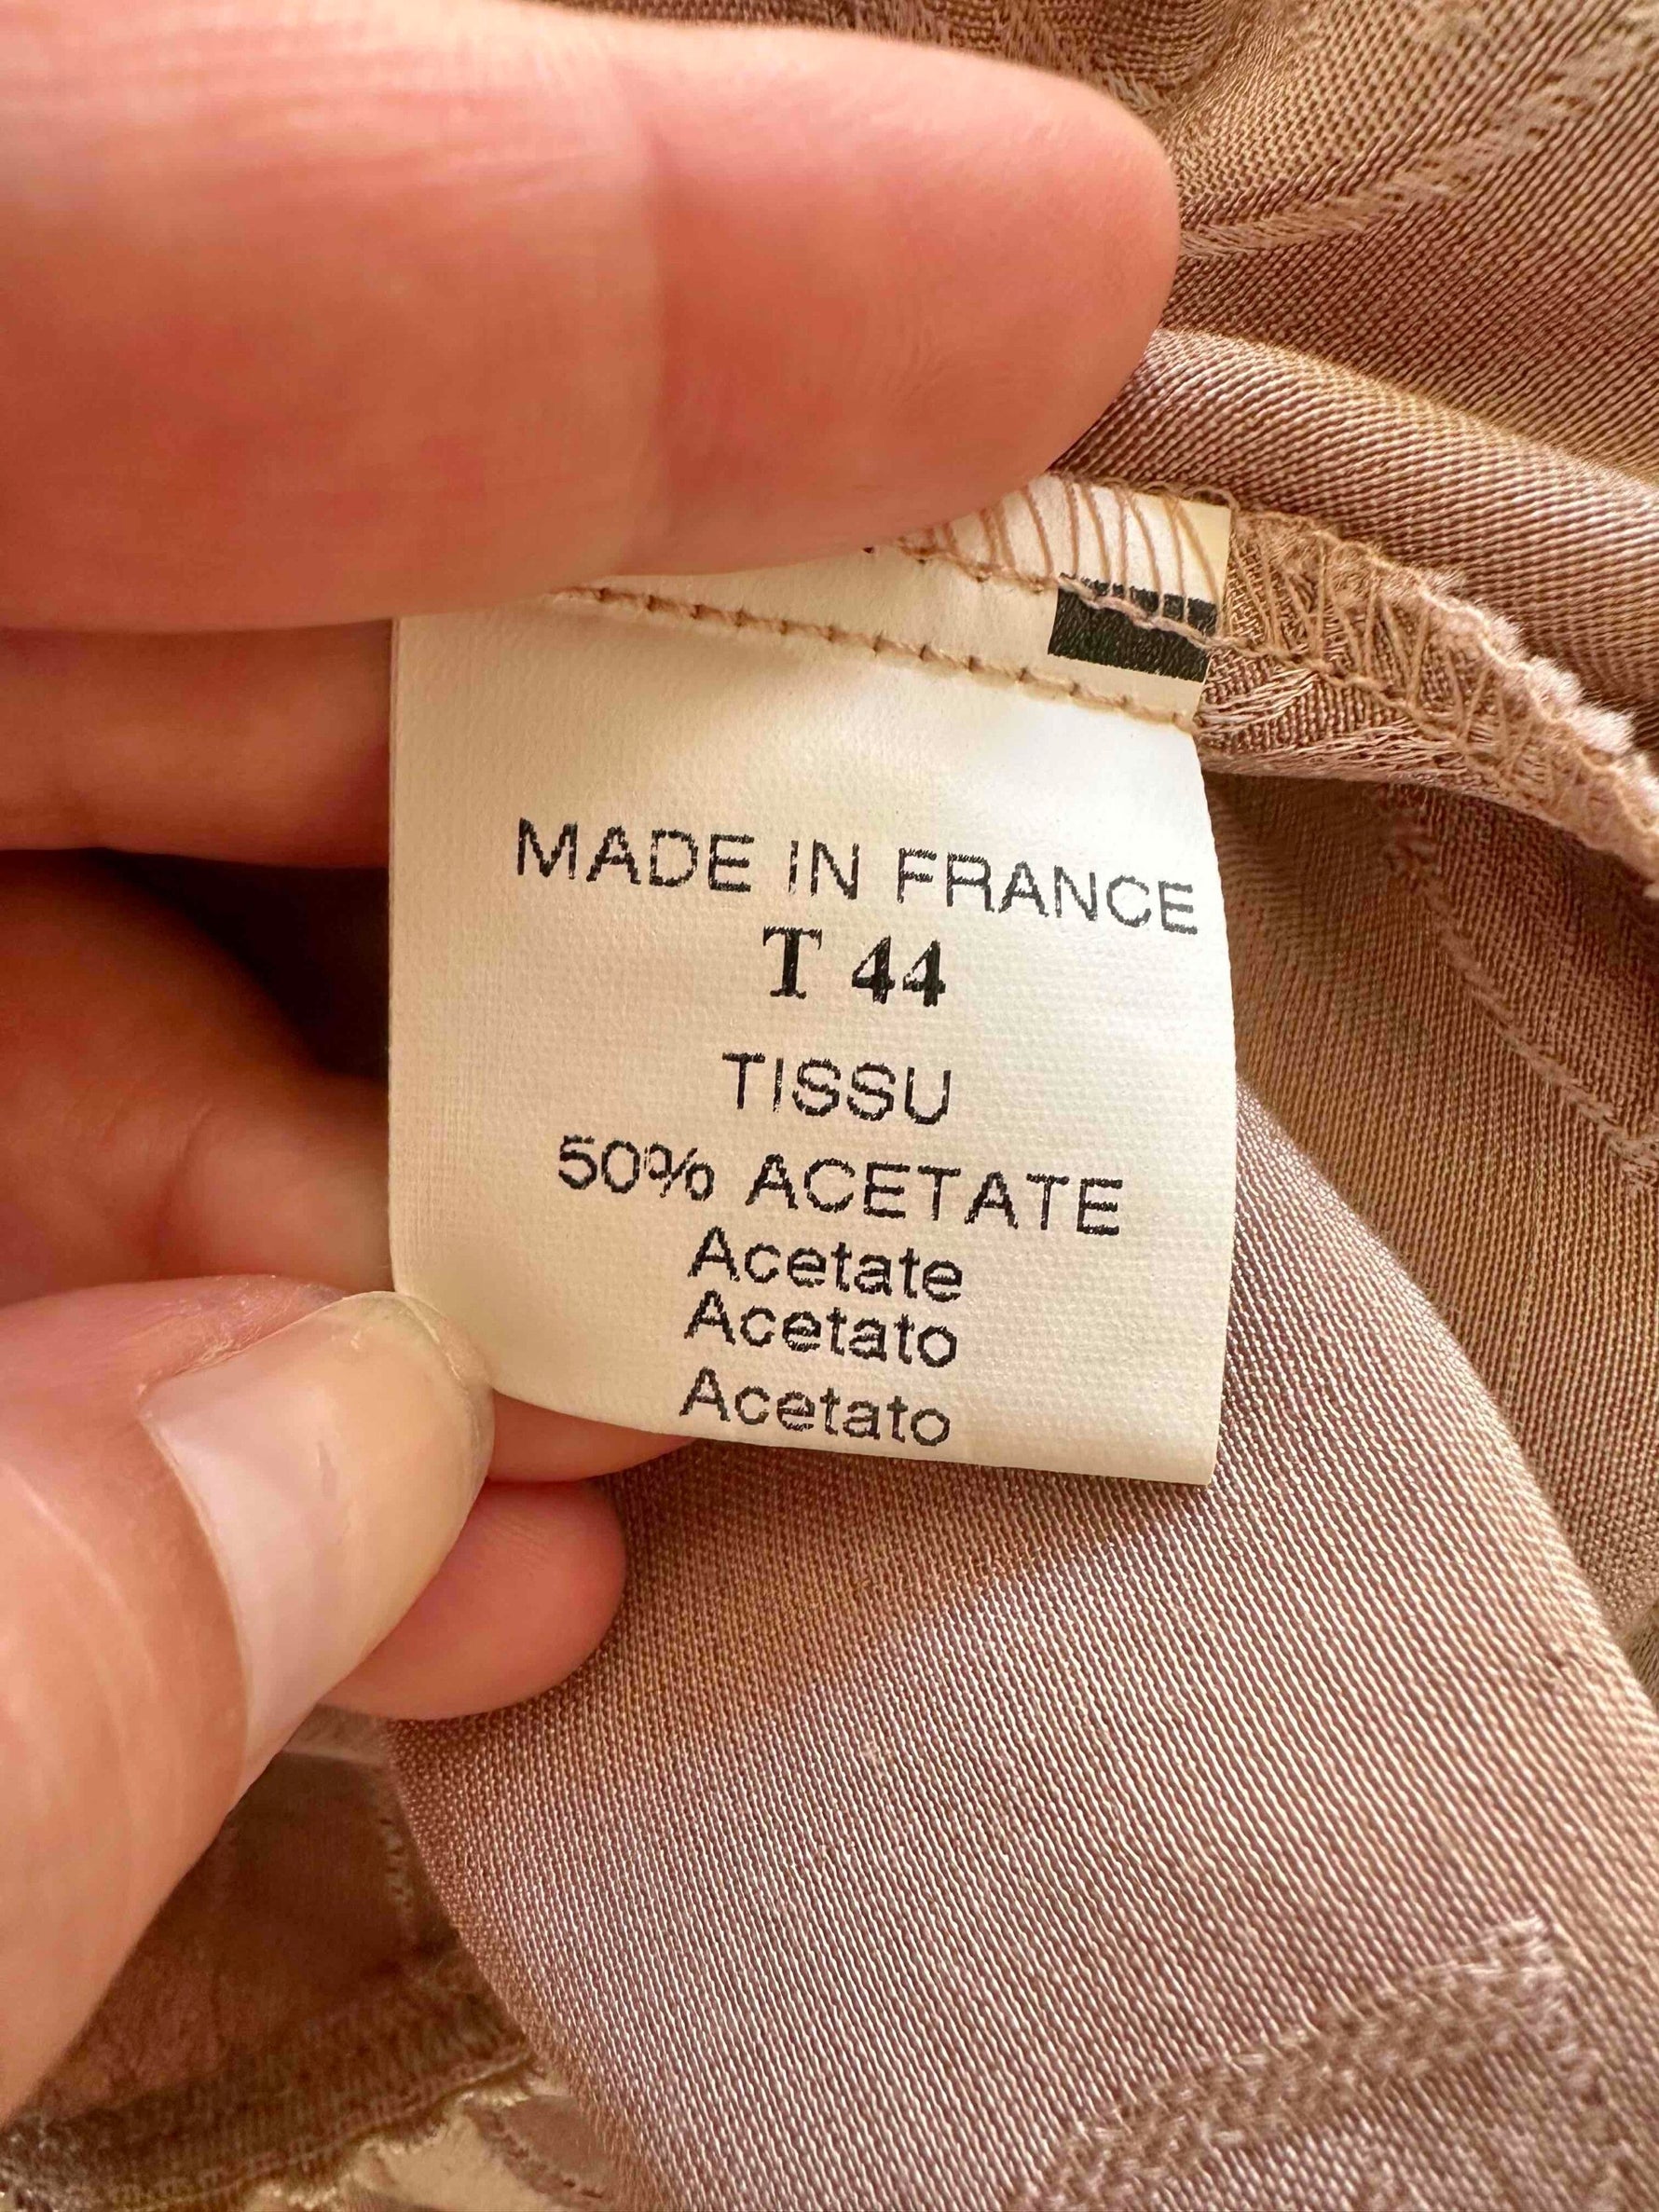 MADE IN FRANCE
T 44
TISSU
50% ACETATE
Acetate
Acetato
Acetato